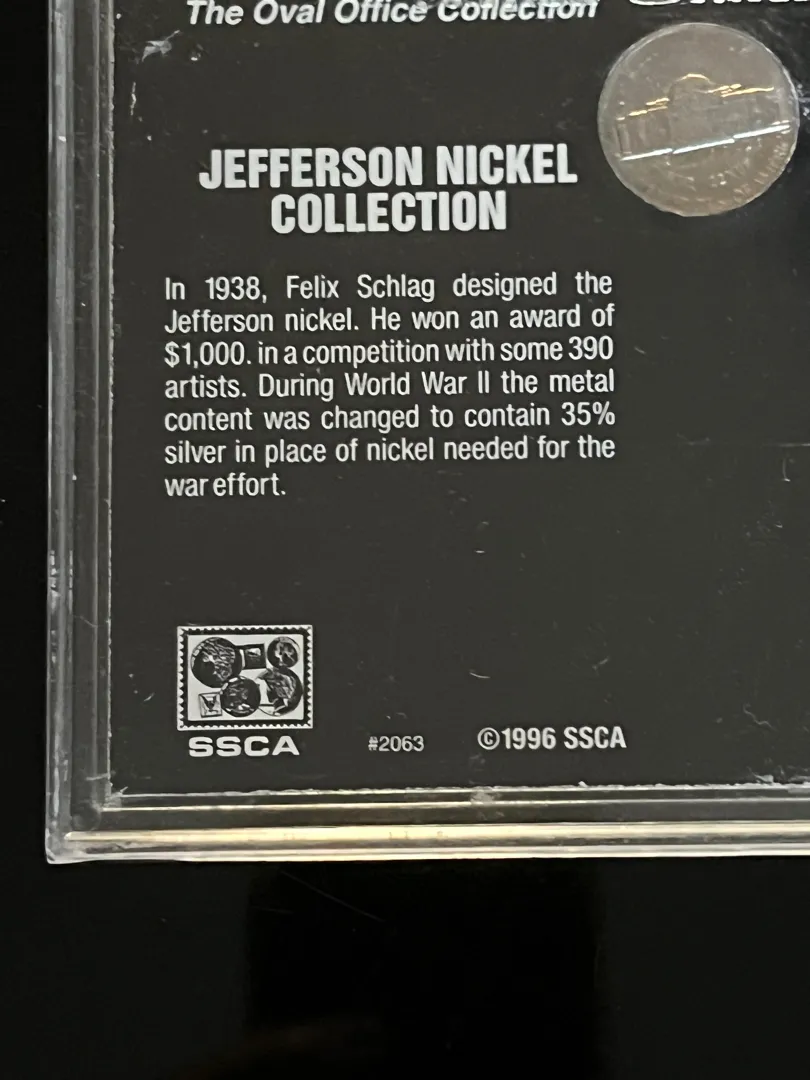 The Oval Office Collection
JEFFERSON NICKEL
COLLECTION
In 1938, Felix Schlag designed the
Jefferson nickel. He won an award of
$1,000. in a competition with some 390
artists. During World War II the metal
content was changed to contain 35%
silver in place of nickel needed for the
war effort.
SSCA
#2063
©1996 SSCA